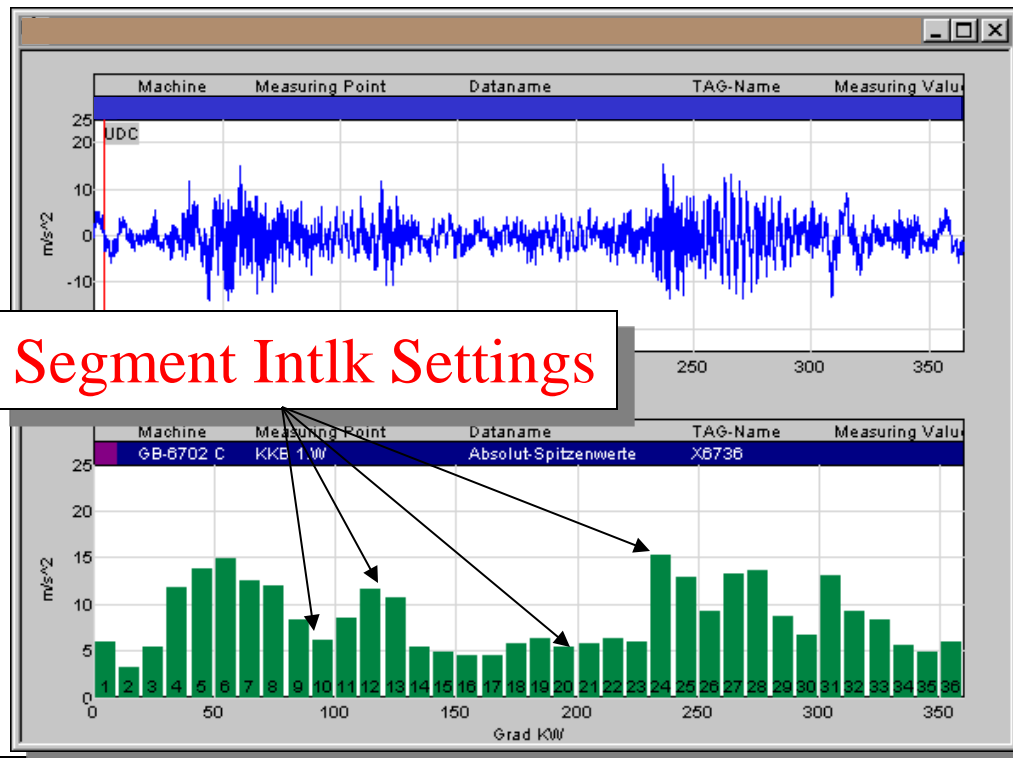 Machine Measuring Point Dataname TAG-Name Measuring Valu
25
UDC
20
10
0
-10
m/s^2
Segment Intlk Settings
250 300 350
Machine Measuring Point Dataname TAG-Name Measuring Valu
GB-6702 C KKB 1.W Absolut-Spitzenwerte X6736
25
20
15
10
5
0
m/s^2
1 2 3 4 5 6 7 8 9 10 11 12 13 14 15 16 17 18 19 20 21 22 23 24 25 26 27 28 29 30 31 32 33 34 35 36
0 50 100 150 200 250 300 350
Grad KW